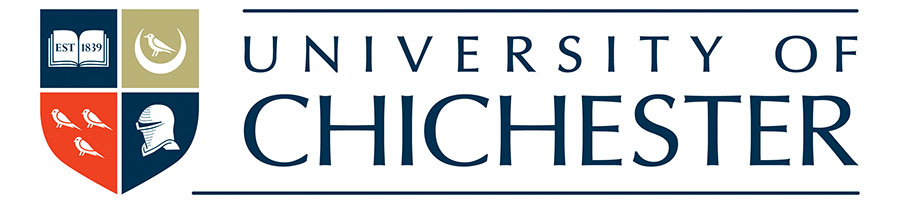 EST 1839
UNIVERSITY OF
CHICHESTER